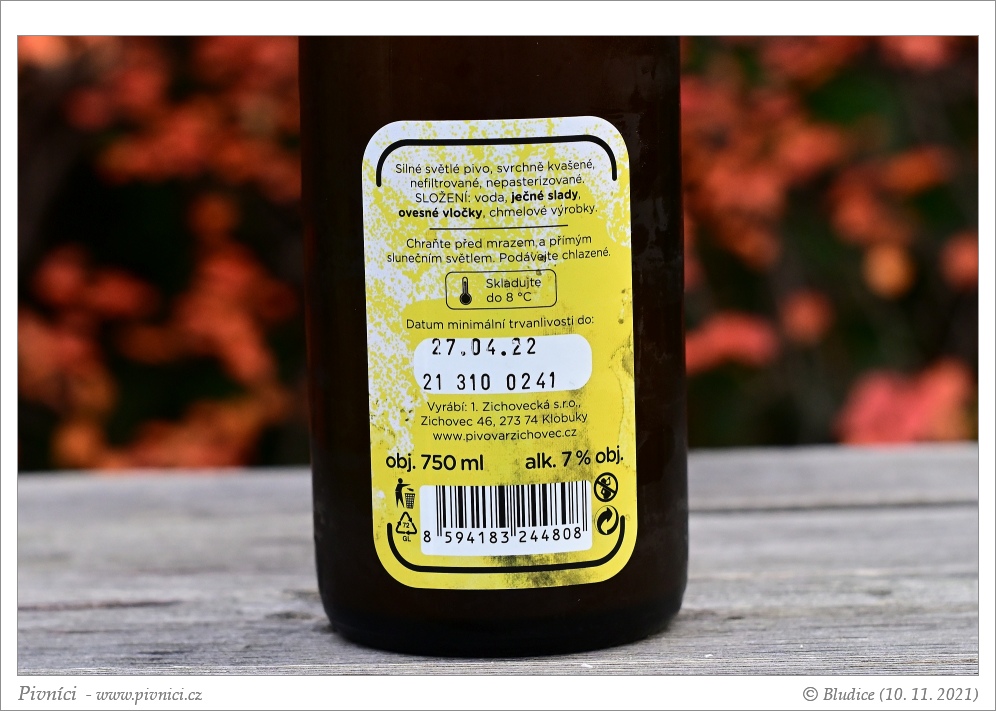 Silné světlé pivo, svrchně kvašené,
nefiltrované, nepasterizované.
SLOŽENÍ: voda, ječné slady,
ovesné vločky, chmelové výrobky.
Chraňte před mrazem a přímým
slunečním světlem. Podávejte chlazené.
Skladujte
do 8 °C
Datum minimální trvanlivosti do:
27.04.22
21 310 0241
Vyrábí: 1. Zichovecká s.r.o.,
Zichovec 46, 273 74 Klobuky
www.pivovarzichovec.cz
obj. 750 ml alk. 7 % obj.
72
GL
8 594183 244808
Pivníci - www.pivnici.cz
© Bludice (10. 11. 2021)